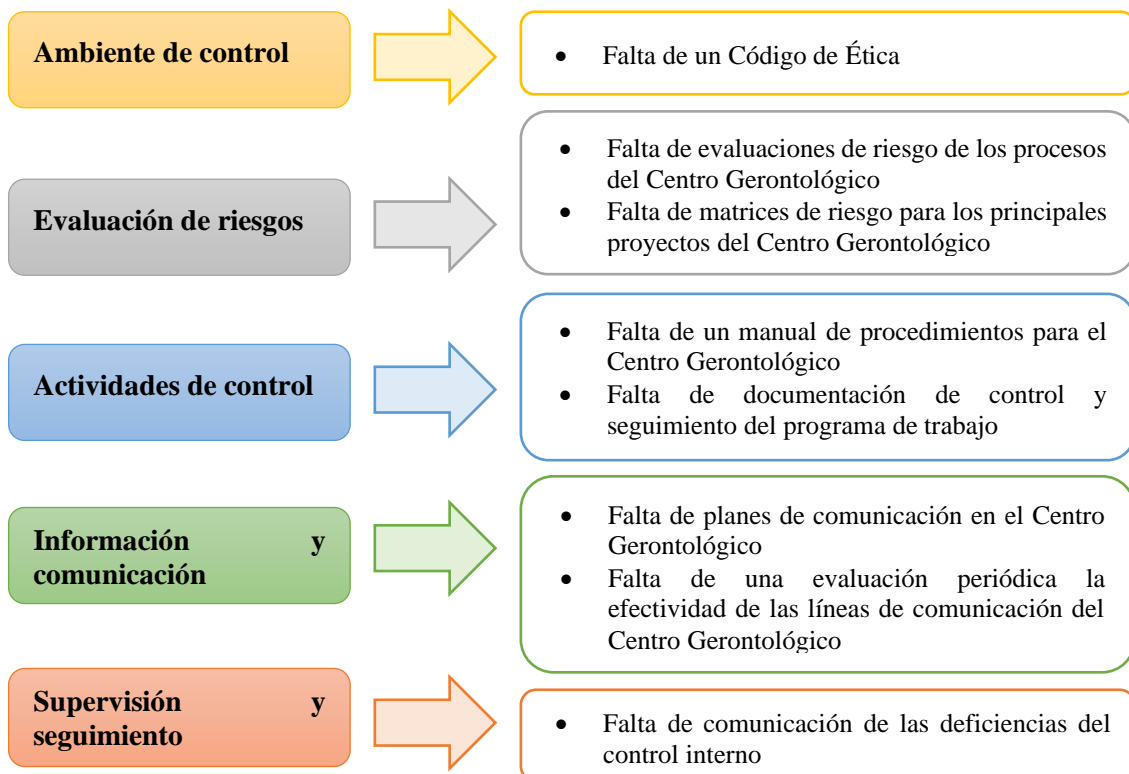 Ambiente de control
• Falta de un Código de Ética
Evaluación de riesgos
• Falta de evaluaciones de riesgo de los procesos
del Centro Gerontológico
• Falta de matrices de riesgo para los principales
proyectos del Centro Gerontológico
Actividades de control
• Falta de un manual de procedimientos para el
Centro Gerontológico
• Falta de documentación de control y
seguimiento del programa de trabajo
Información y
comunicación
• Falta de planes de comunicación en el Centro
Gerontológico
• Falta de una evaluación periódica la
efectividad de las líneas de comunicación del
Centro Gerontológico
Supervisión y
seguimiento
• Falta de comunicación de las deficiencias del
control interno